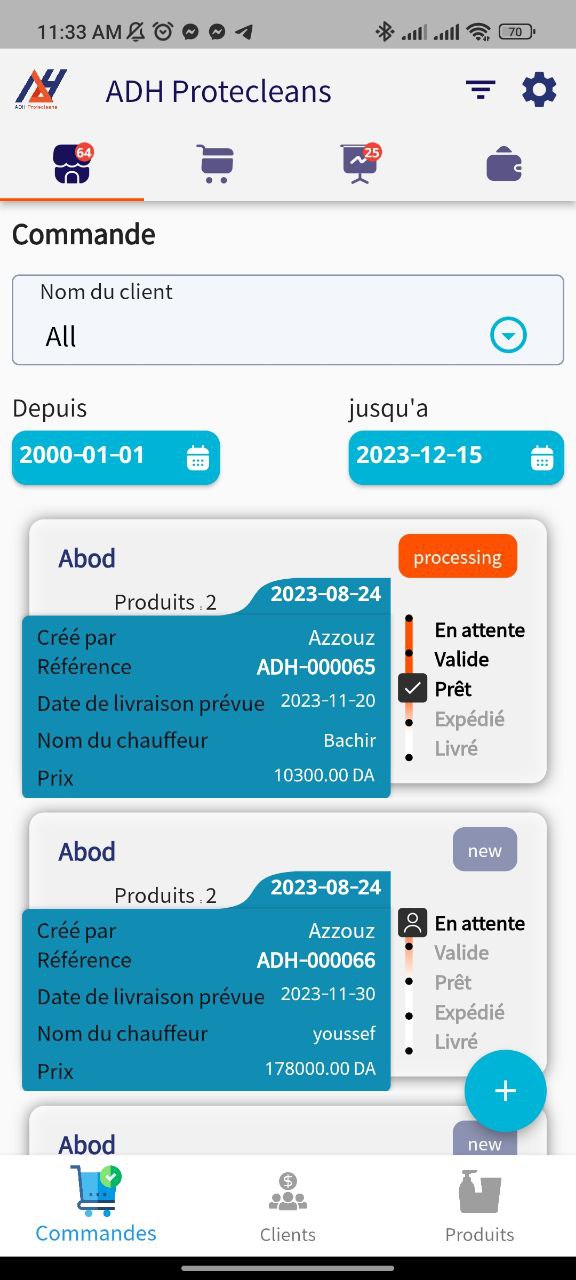 11:33 AM
70
ADH Protecleans
ADH Protecleans
64
25
Commande
Nom du client
All
Depuis
jusqu'a
2000-01-01
2023-12-15
Abod
processing
Produits : 2
2023-08-24
Créé par
Azzouz
Référence
ADH-000065
Date de livraison prévue
2023-11-20
Nom du chauffeur
Bachir
Prix
10300.00 DA
En attente
Valide
Prêt
Expédié
Livré
Abod
new
Produits : 2
2023-08-24
Créé par
Azzouz
Référence
ADH-000066
Date de livraison prévue
2023-11-30
Nom du chauffeur
youssef
Prix
178000.00 DA
En attente
Valide
Prêt
Expédié
Livré
+
Abod
new
Commandes
Clients
Produits